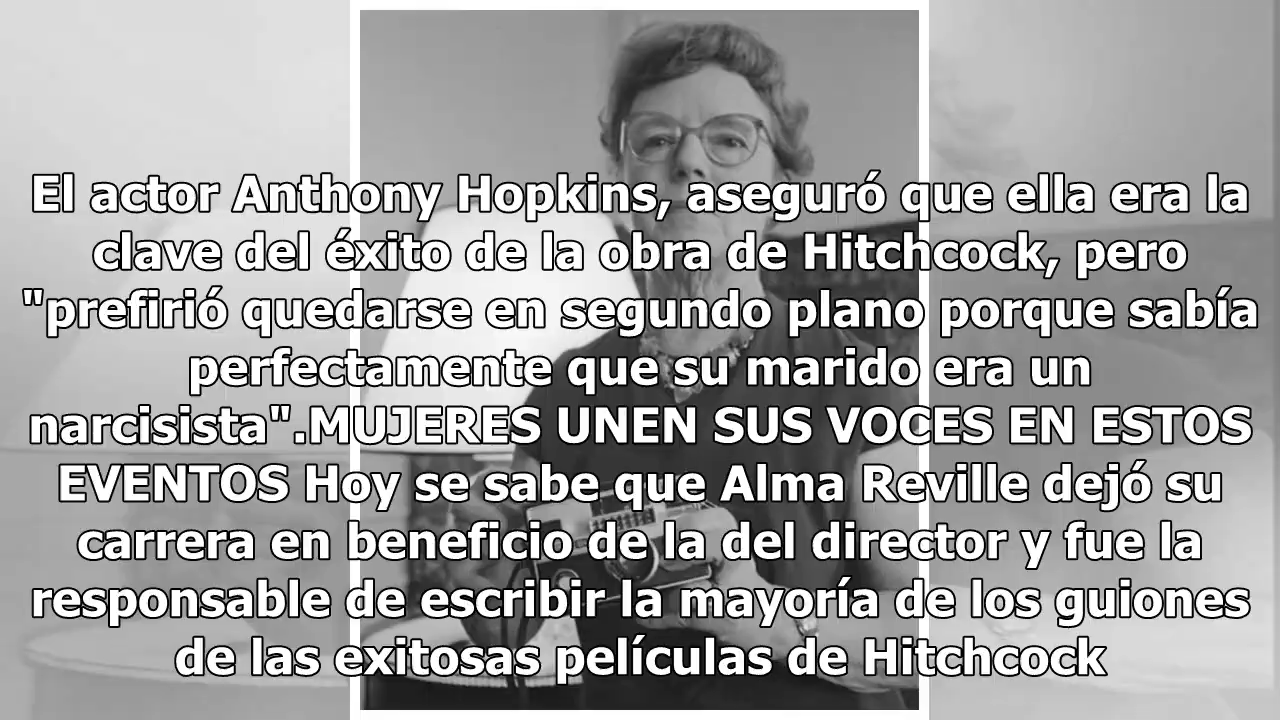 El actor Anthony Hopkins, aseguró que ella era la
clave del éxito de la obra de Hitchcock, pero
"prefirió quedarse en segundo plano porque sabía
perfectamente que su marido era un
narcisista".MUJERES UNEN SUS VOCES EN ESTOS
EVENTOS Hoy se sabe que Alma Reville dejó su
carrera en beneficio de la del director y fue la
responsable de escribir la mayoría de los guiones
de las exitosas películas de Hitchcock